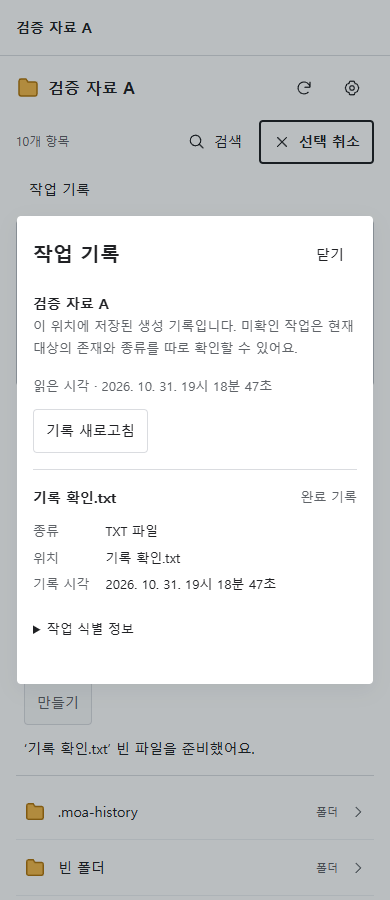 검증 자료 A
검증 자료 A
10개 항목
검색
선택 취소
작업 기록
작업 기록
닫기
검증 자료 A
이 위치에 저장된 생성 기록입니다. 미확인 작업은 현재
대상의 존재와 종류를 따로 확인할 수 있어요.
읽은 시각 · 2026. 10. 31. 19시 18분 47초
기록 새로고침
기록 확인.txt
완료 기록
종류
TXT 파일
위치
기록 확인.txt
기록 시각
2026. 10. 31. 19시 18분 47초
작업 식별 정보
만들기
‘기록 확인.txt’ 빈 파일을 준비했어요.
.moa-history
폴더
빈 폴더
폴더